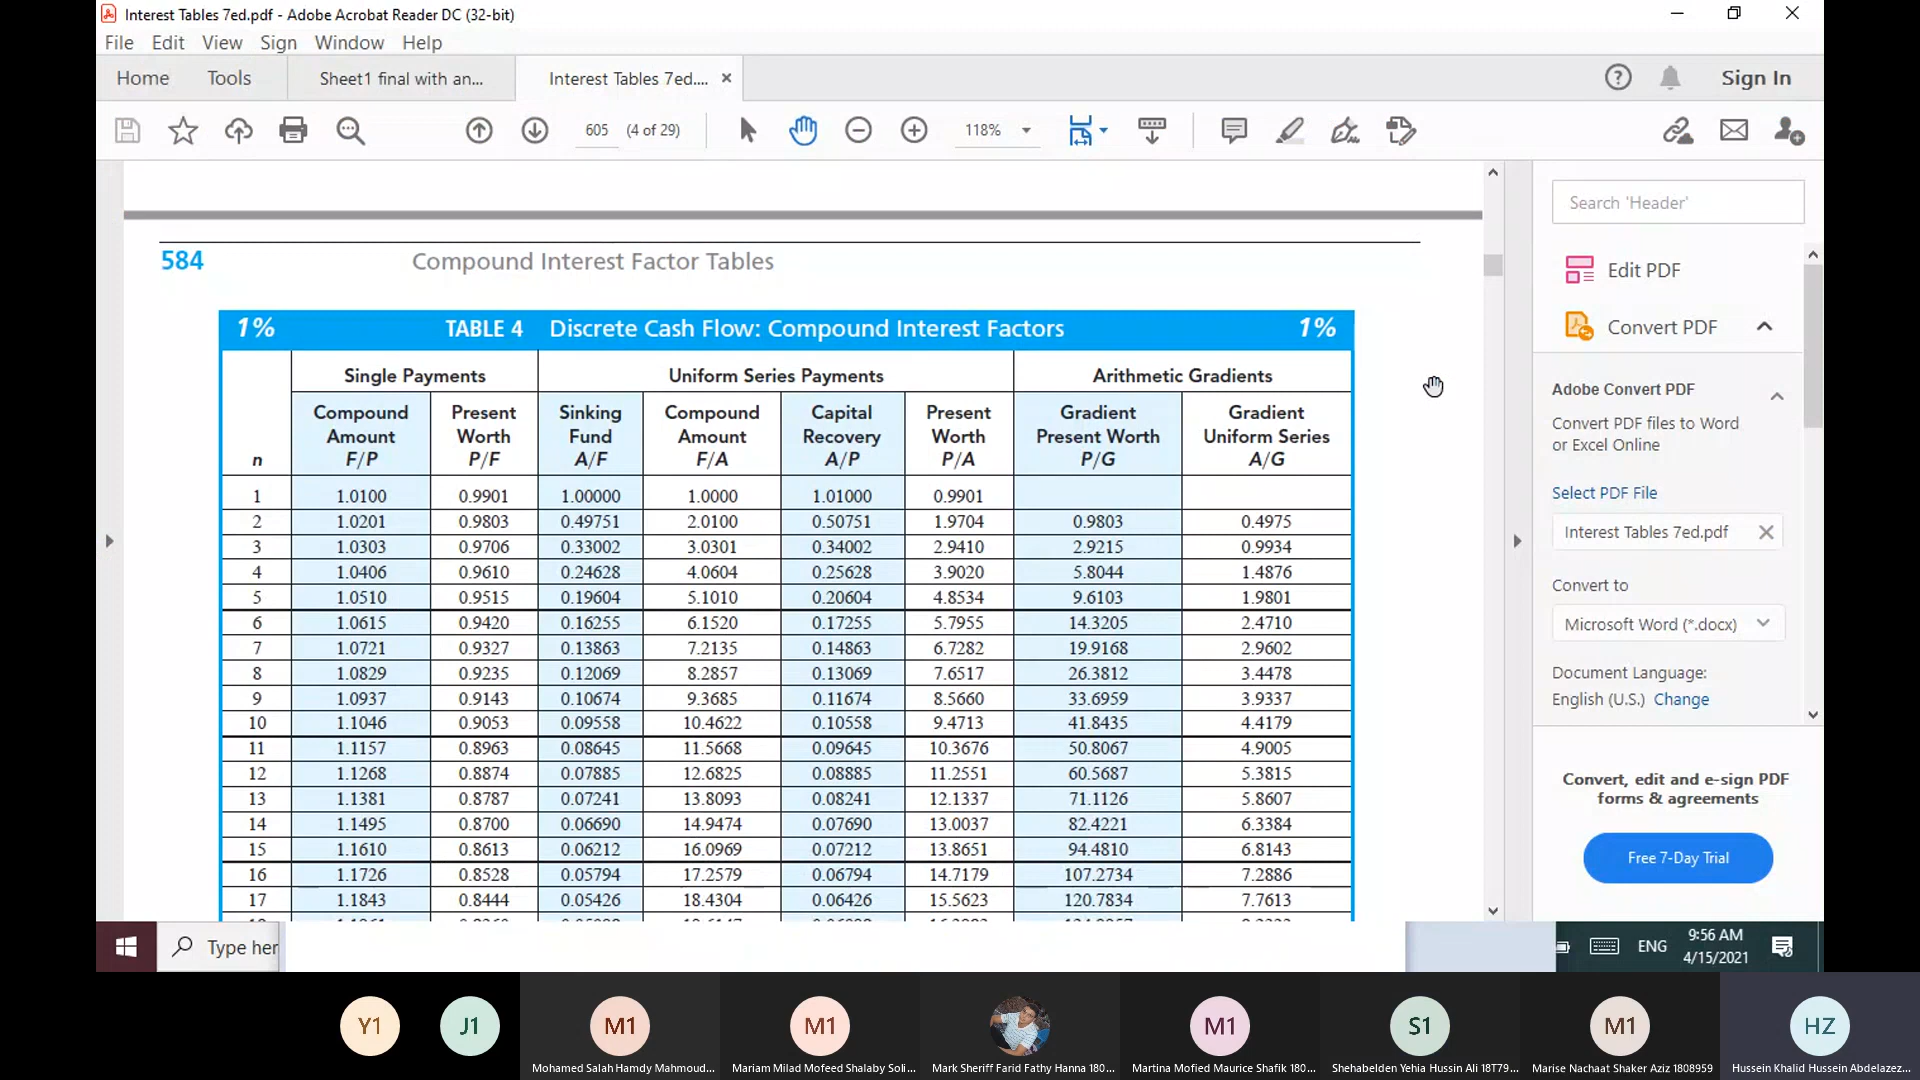 Interest Tables 7ed.pdf - Adobe Acrobat Reader DC (32-bit)
File Edit View Sign Window Help
Home Tools Sheet1 final with an... Interest Tables 7ed.... × Sign In
605 (4 of 29) 118%
584 Compound Interest Factor Tables
1% TABLE 4 Discrete Cash Flow: Compound Interest Factors 1%
Single Payments Uniform Series Payments Arithmetic Gradients
Compound Present Sinking Compound Capital Present Gradient Gradient
Amount Worth Fund Amount Recovery Worth Present Worth Uniform Series
n F/P P/F A/F F/A A/P P/A P/G A/G
1 1.0100 0.9901 1.00000 1.0000 1.01000 0.9901
2 1.0201 0.9803 0.49751 2.0100 0.50751 1.9704 0.9803 0.4975
3 1.0303 0.9706 0.33002 3.0301 0.34002 2.9410 2.9215 0.9934
4 1.0406 0.9610 0.24628 4.0604 0.25628 3.9020 5.8044 1.4876
5 1.0510 0.9515 0.19604 5.1010 0.20604 4.8534 9.6103 1.9801
6 1.0615 0.9420 0.16255 6.1520 0.17255 5.7955 14.3205 2.4710
7 1.0721 0.9327 0.13863 7.2135 0.14863 6.7282 19.9168 2.9602
8 1.0829 0.9235 0.12069 8.2857 0.13069 7.6517 26.3812 3.4478
9 1.0937 0.9143 0.10674 9.3685 0.11674 8.5660 33.6959 3.9337
10 1.1046 0.9053 0.09558 10.4622 0.10558 9.4713 41.8435 4.4179
11 1.1157 0.8963 0.08645 11.5668 0.09645 10.3676 50.8067 4.9005
12 1.1268 0.8874 0.07885 12.6825 0.08885 11.2551 60.5687 5.3815
13 1.1381 0.8787 0.07241 13.8093 0.08241 12.1337 71.1126 5.8607
14 1.1495 0.8700 0.06690 14.9474 0.07690 13.0037 82.4221 6.3384
15 1.1610 0.8613 0.06212 16.0969 0.07212 13.8651 94.4810 6.8143
16 1.1726 0.8528 0.05794 17.2579 0.06794 14.7179 107.2734 7.2886
17 1.1843 0.8444 0.05426 18.4304 0.06426 15.5623 120.7834 7.7613
Search 'Header'
Edit PDF
Convert PDF
Adobe Convert PDF
Convert PDF files to Word
or Excel Online
Select PDF File
Interest Tables 7ed.pdf
Convert to
Microsoft Word (*.docx)
Document Language:
English (U.S.) Change
Convert, edit and e-sign PDF
forms & agreements
Free 7-Day Trial
Type her
ENG 9:56 AM
4/15/2021
Y1 J1 M1 M1 M1 S1 M1 HZ
Mohamed Salah Hamdy Mahmoud... Mariam Milad Mofeed Shalaby Soli... Mark Sheriff Farid Fathy Hanna 180... Martina Mofied Maurice Shafik 180... Shehabelden Yehia Hussin Ali 18T79... Marise Nachaat Shaker Aziz 1808959 Hussein Khalid Hussein Abdelazez...